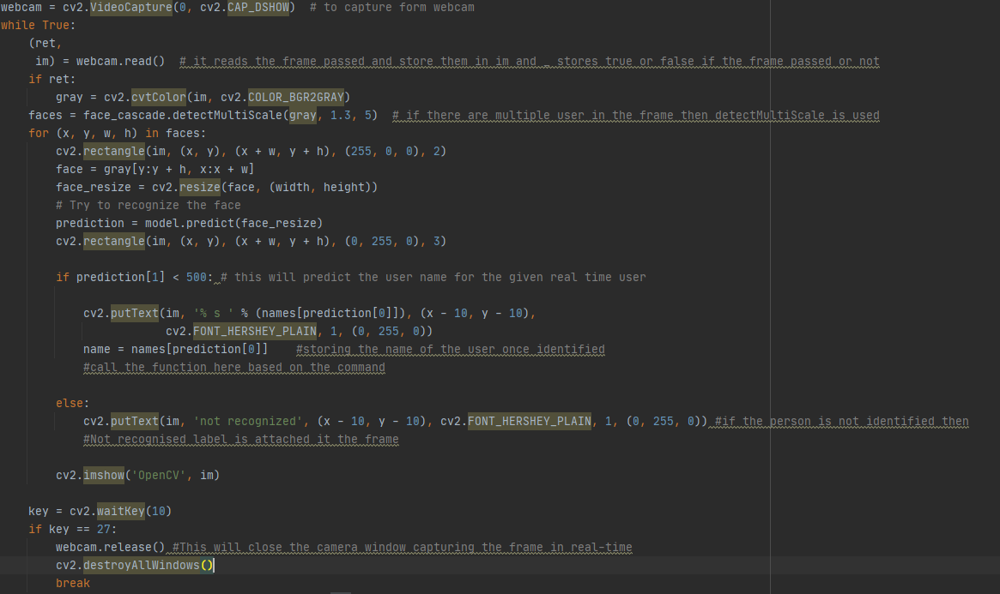 webcam = cv2.VideoCapture(0, cv2.CAP_DSHOW)  # to capture form webcam
while True:
    (ret,
     im) = webcam.read()  # it reads the frame passed and store them in im and _ stores true or false if the frame passed or not
    if ret:
        gray = cv2.cvtColor(im, cv2.COLOR_BGR2GRAY)
    faces = face_cascade.detectMultiScale(gray, 1.3, 5)  # if there are multiple user in the frame then detectMultiScale is used
    for (x, y, w, h) in faces:
        cv2.rectangle(im, (x, y), (x + w, y + h), (255, 0, 0), 2)
        face = gray[y:y + h, x:x + w]
        face_resize = cv2.resize(face, (width, height))
        # Try to recognize the face
        prediction = model.predict(face_resize)
        cv2.rectangle(im, (x, y), (x + w, y + h), (0, 255, 0), 3)
        if prediction[1] < 500: # this will predict the user name for the given real time user
            cv2.putText(im, '% s ' % (names[prediction[0]]), (x - 10, y - 10),
                        cv2.FONT_HERSHEY_PLAIN, 1, (0, 255, 0))
            name = names[prediction[0]]    #storing the name of the user once identified
            #call the function here based on the command
        else:
            cv2.putText(im, 'not recognized', (x - 10, y - 10), cv2.FONT_HERSHEY_PLAIN, 1, (0, 255, 0)) #if the person is not identified then
            #Not recognised label is attached it the frame
        cv2.imshow('OpenCV', im)
    key = cv2.waitKey(10)
    if key == 27:
        webcam.release() #This will close the camera window capturing the frame in real-time
        cv2.destroyAllWindows()
        break